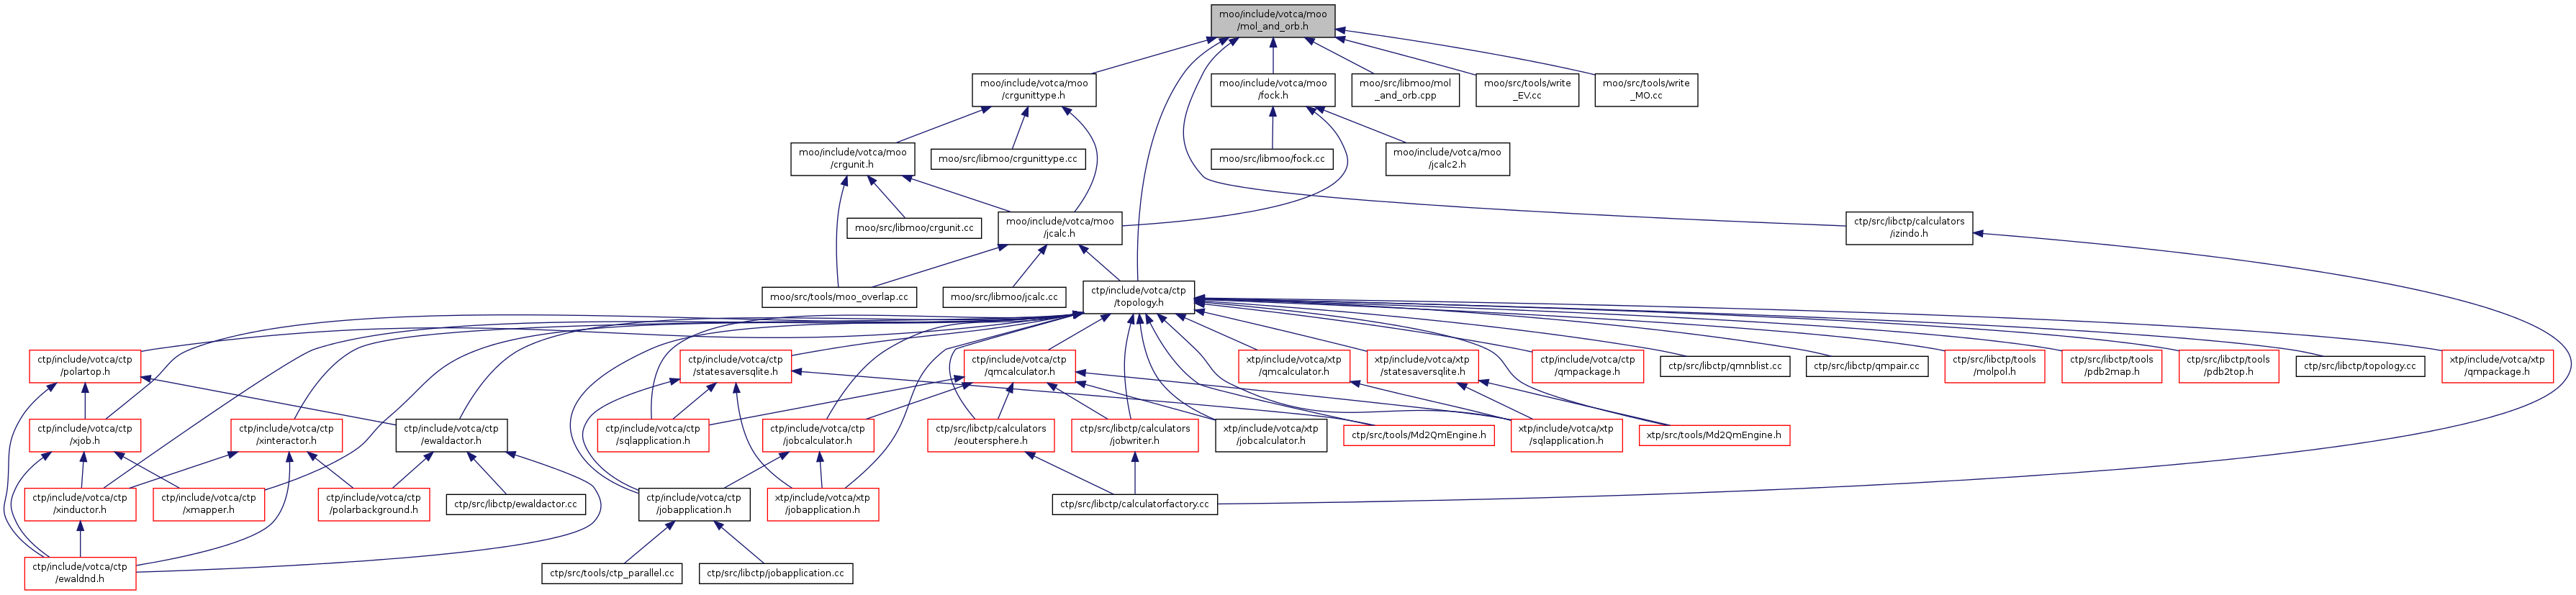 moo/include/votca/moo
/mol_and_orb.h
moo/include/votca/moo
/crgunittype.h
moo/include/votca/moo
/fock.h
moo/src/libmoo/mol
_and_orb.cpp
moo/src/tools/write
_EV.cc
moo/src/tools/write
_MO.cc
moo/include/votca/moo
/crgunit.h
moo/src/libmoo/crgunittype.cc
moo/src/libmoo/fock.cc
moo/include/votca/moo
/jcalc2.h
moo/src/libmoo/crgunit.cc
moo/include/votca/moo
/jcalc.h
ctp/src/libctp/calculators
/izindo.h
moo/src/tools/moo_overlap.cc
moo/src/libmoo/jcalc.cc
ctp/include/votca/ctp
/topology.h
ctp/include/votca/ctp
/polartop.h
ctp/include/votca/ctp
/statesaversqlite.h
ctp/include/votca/ctp
/qmcalculator.h
xtp/include/votca/xtp
/qmcalculator.h
xtp/include/votca/xtp
/statesaversqlite.h
ctp/include/votca/ctp
/qmpackage.h
ctp/src/libctp/qmnblist.cc
ctp/src/libctp/qmpair.cc
ctp/src/libctp/tools
/molpol.h
ctp/src/libctp/tools
/pdb2map.h
ctp/src/libctp/tools
/pdb2top.h
ctp/src/libctp/topology.cc
xtp/include/votca/xtp
/qmpackage.h
ctp/include/votca/ctp
/xjob.h
ctp/include/votca/ctp
/xinteractor.h
ctp/include/votca/ctp
/ewaldactor.h
ctp/include/votca/ctp
/sqlapplication.h
ctp/include/votca/ctp
/jobcalculator.h
ctp/src/libctp/calculators
/eoutersphere.h
ctp/src/libctp/calculators
/jobwriter.h
xtp/include/votca/xtp
/jobcalculator.h
ctp/src/tools/Md2QmEngine.h
xtp/include/votca/xtp
/sqlapplication.h
xtp/src/tools/Md2QmEngine.h
ctp/include/votca/ctp
/xinductor.h
ctp/include/votca/ctp
/xmapper.h
ctp/include/votca/ctp
/polarbackground.h
ctp/src/libctp/ewaldactor.cc
ctp/include/votca/ctp
/jobapplication.h
xtp/include/votca/xtp
/jobapplication.h
ctp/src/libctp/calculatorfactory.cc
ctp/include/votca/ctp
/ewaldnd.h
ctp/src/tools/ctp_parallel.cc
ctp/src/libctp/jobapplication.cc